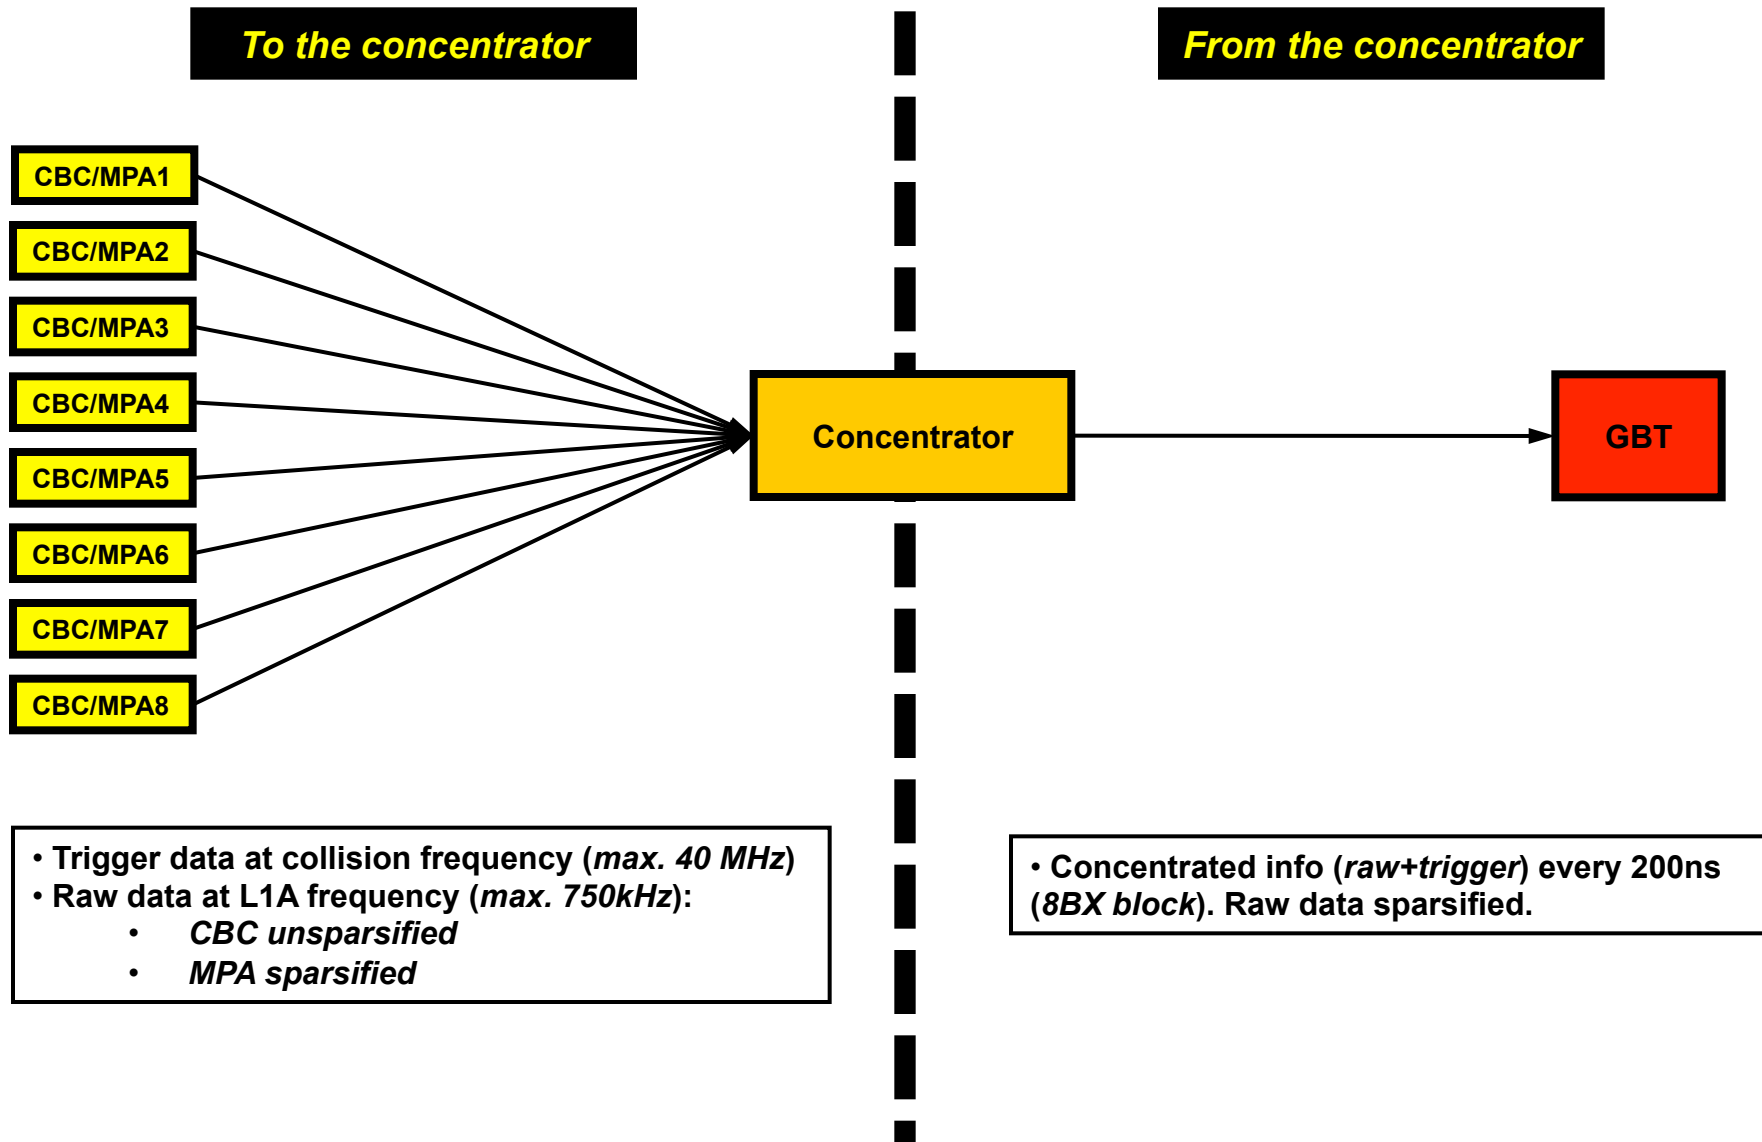 To the concentrator
From the concentrator
CBC/MPA1
CBC/MPA2
CBC/MPA3
CBC/MPA4
CBC/MPA5
CBC/MPA6
CBC/MPA7
CBC/MPA8
Concentrator
GBT
• Trigger data at collision frequency (max. 40 MHz)
• Raw data at L1A frequency (max. 750kHz):
• CBC unsparsified
• MPA sparsified
• Concentrated info (raw+trigger) every 200ns
(8BX block). Raw data sparsified.